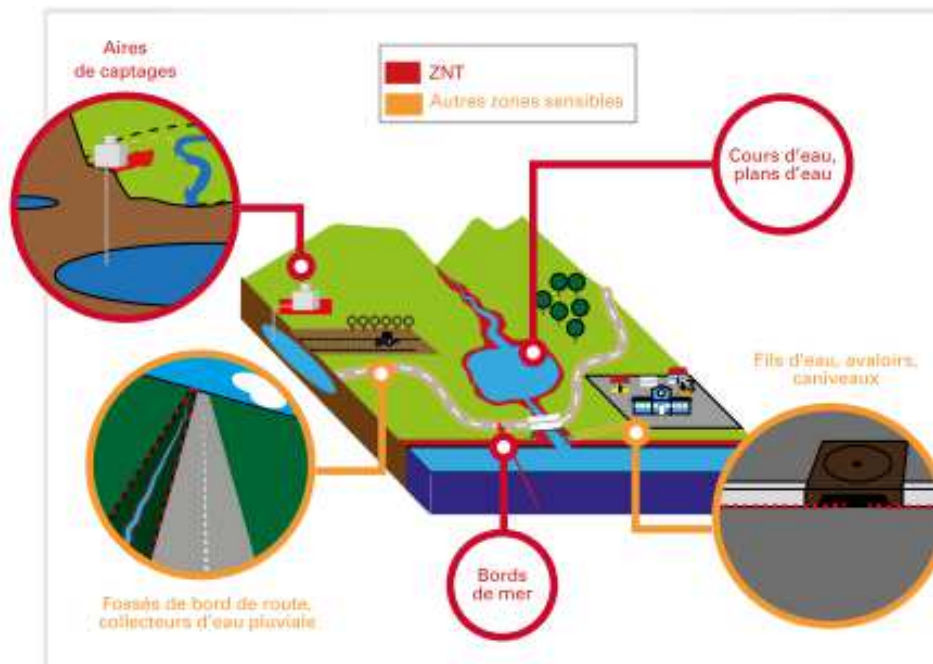 Aires
de captages
ZNT
Autres zones sensibles
Cours d'eau,
plans d'eau
Fils d'eau, avaloirs,
caniveaux
Fossés de bord de route,
collecteurs d'eau pluviale
Bords
de mer